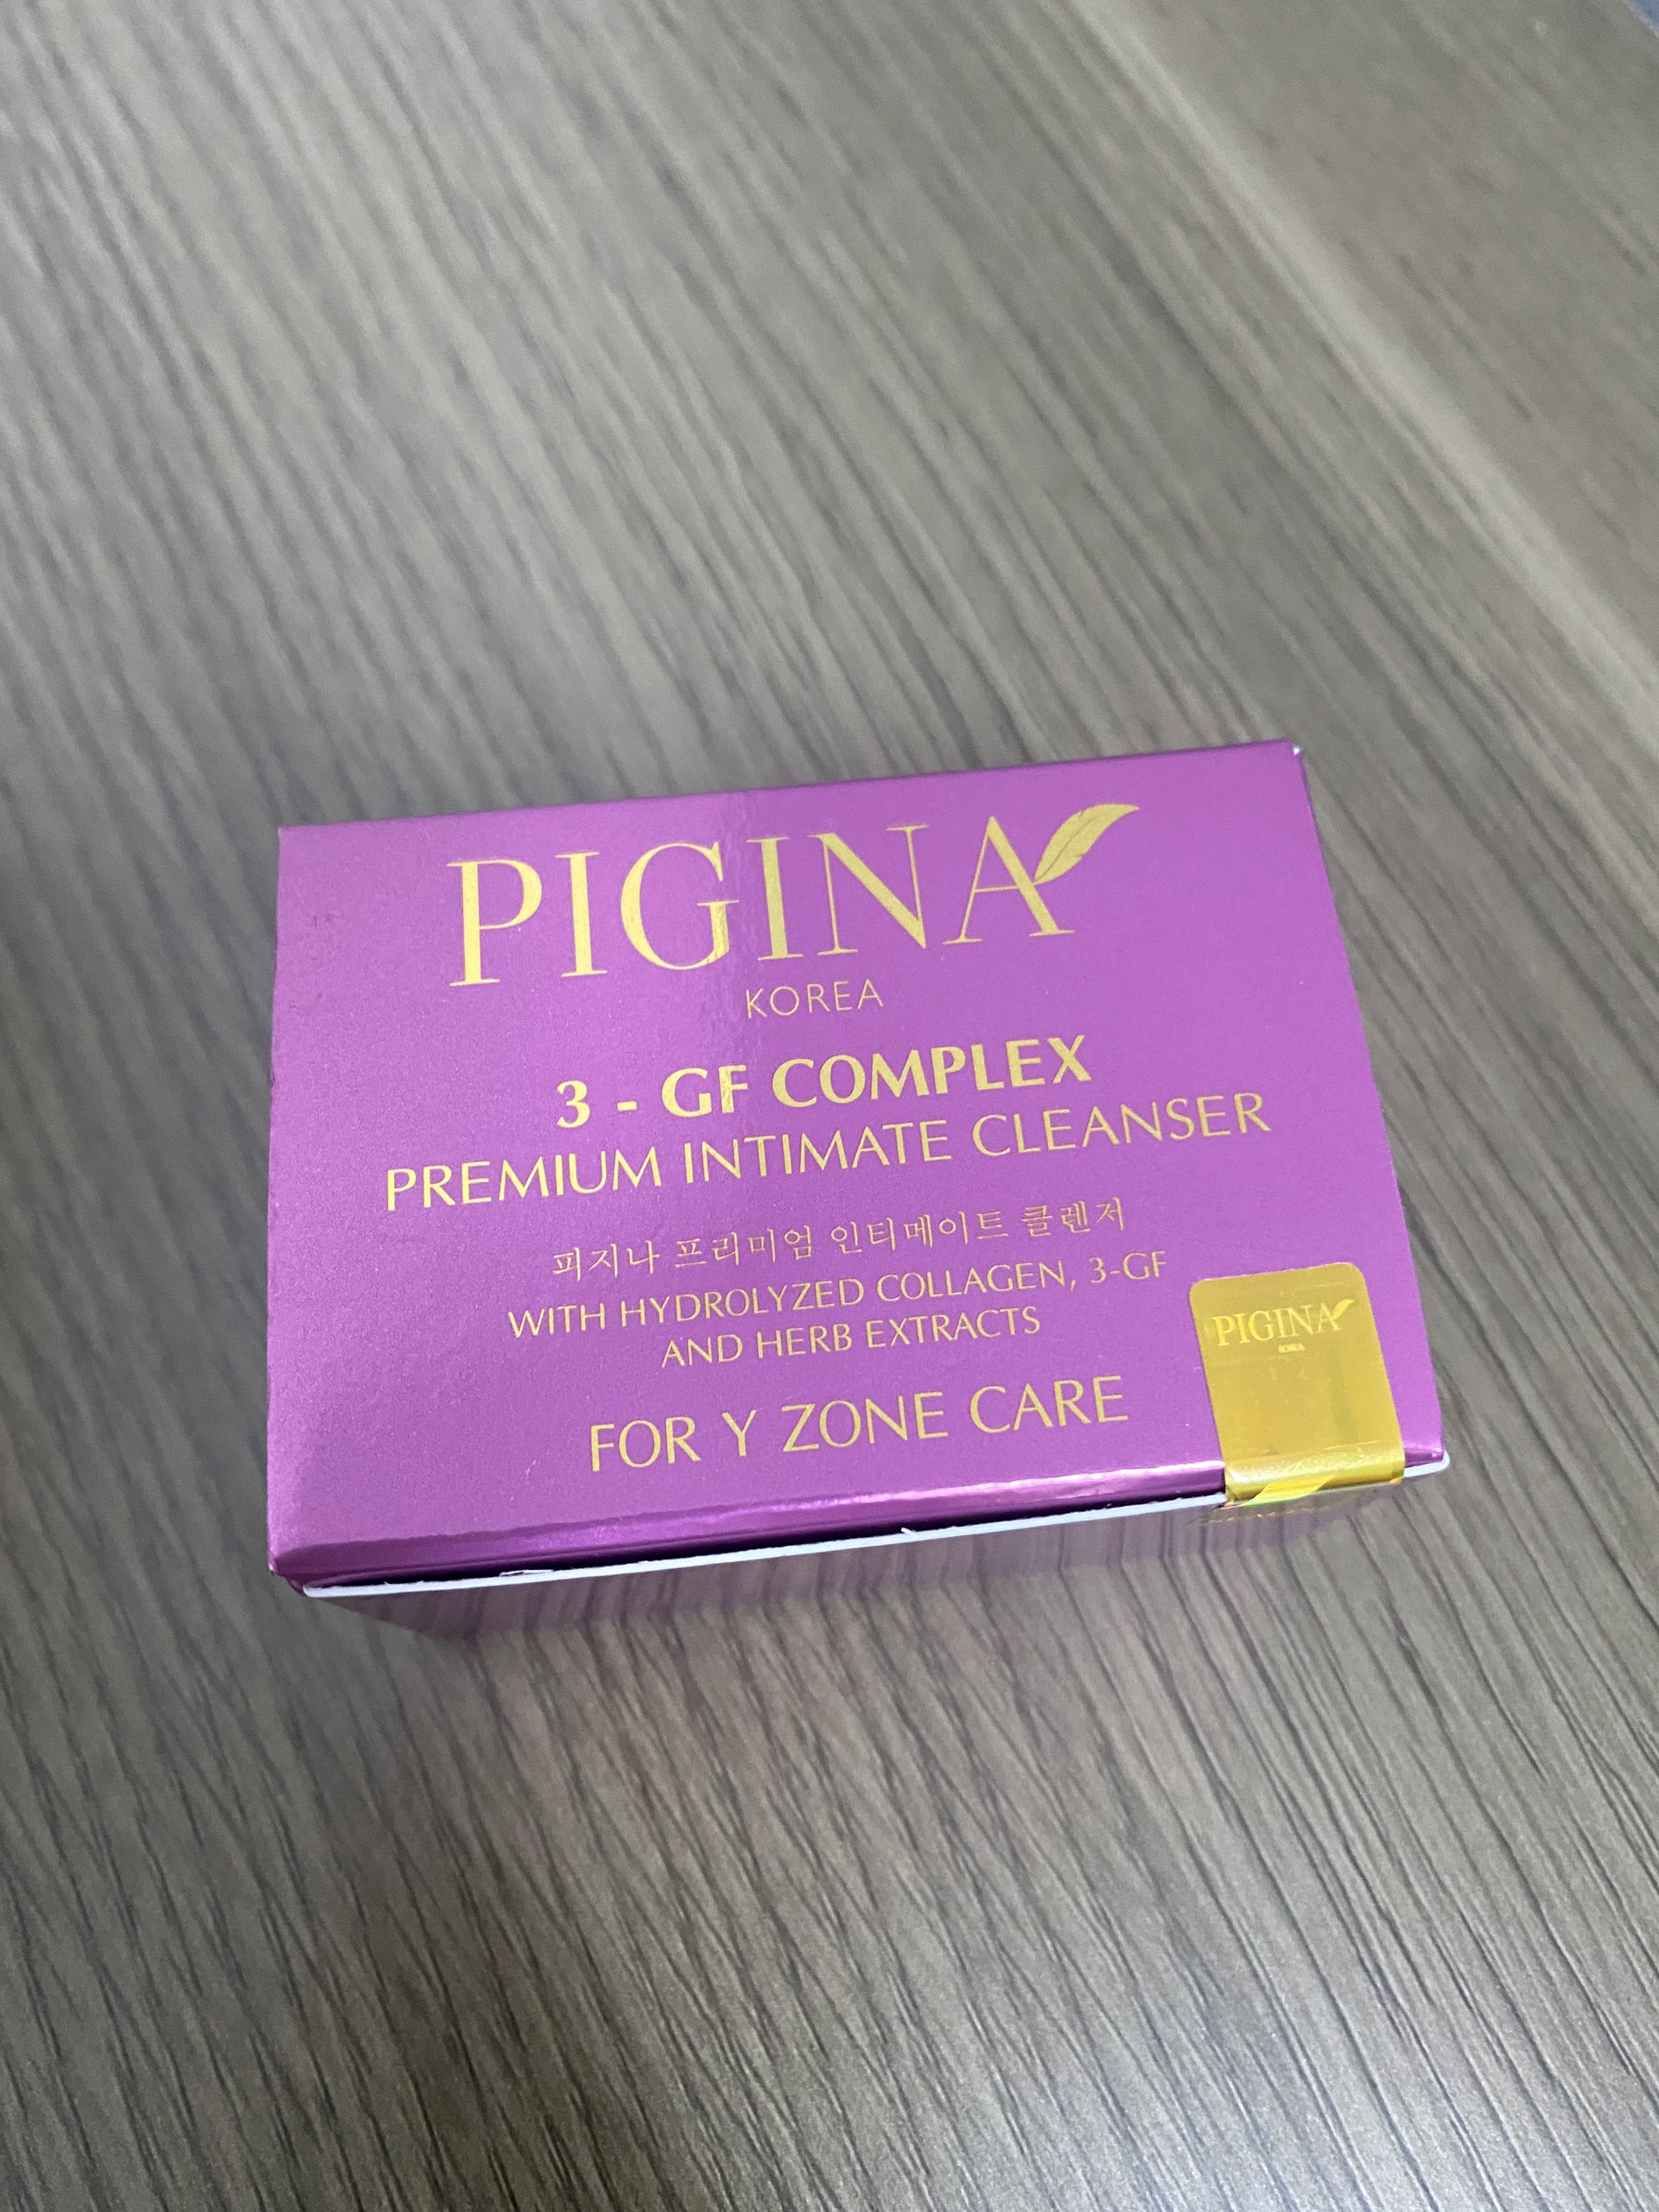 PIGINA
KOREA
3 - GF COMPLEX
PREMIUM INTIMATE CLEANSER
피지나 프리미엄 인티메이트 클렌저
WITH HYDROLYZED COLLAGEN, 3-GF
AND HERB EXTRACTS
FOR Y ZONE CARE
PIGINA
KOREA